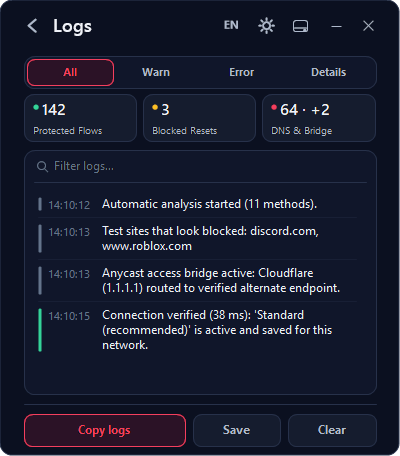 Logs
EN
All
Warn
Error
Details
142
Protected Flows
3
Blocked Resets
64 · +2
DNS & Bridge
Filter logs...
14:10:12 Automatic analysis started (11 methods).
14:10:13 Test sites that look blocked: discord.com,
www.roblox.com
14:10:13 Anycast access bridge active: Cloudflare
(1.1.1.1) routed to verified alternate endpoint.
14:10:15 Connection verified (38 ms): 'Standard
(recommended)' is active and saved for this
network.
Copy logs
Save
Clear